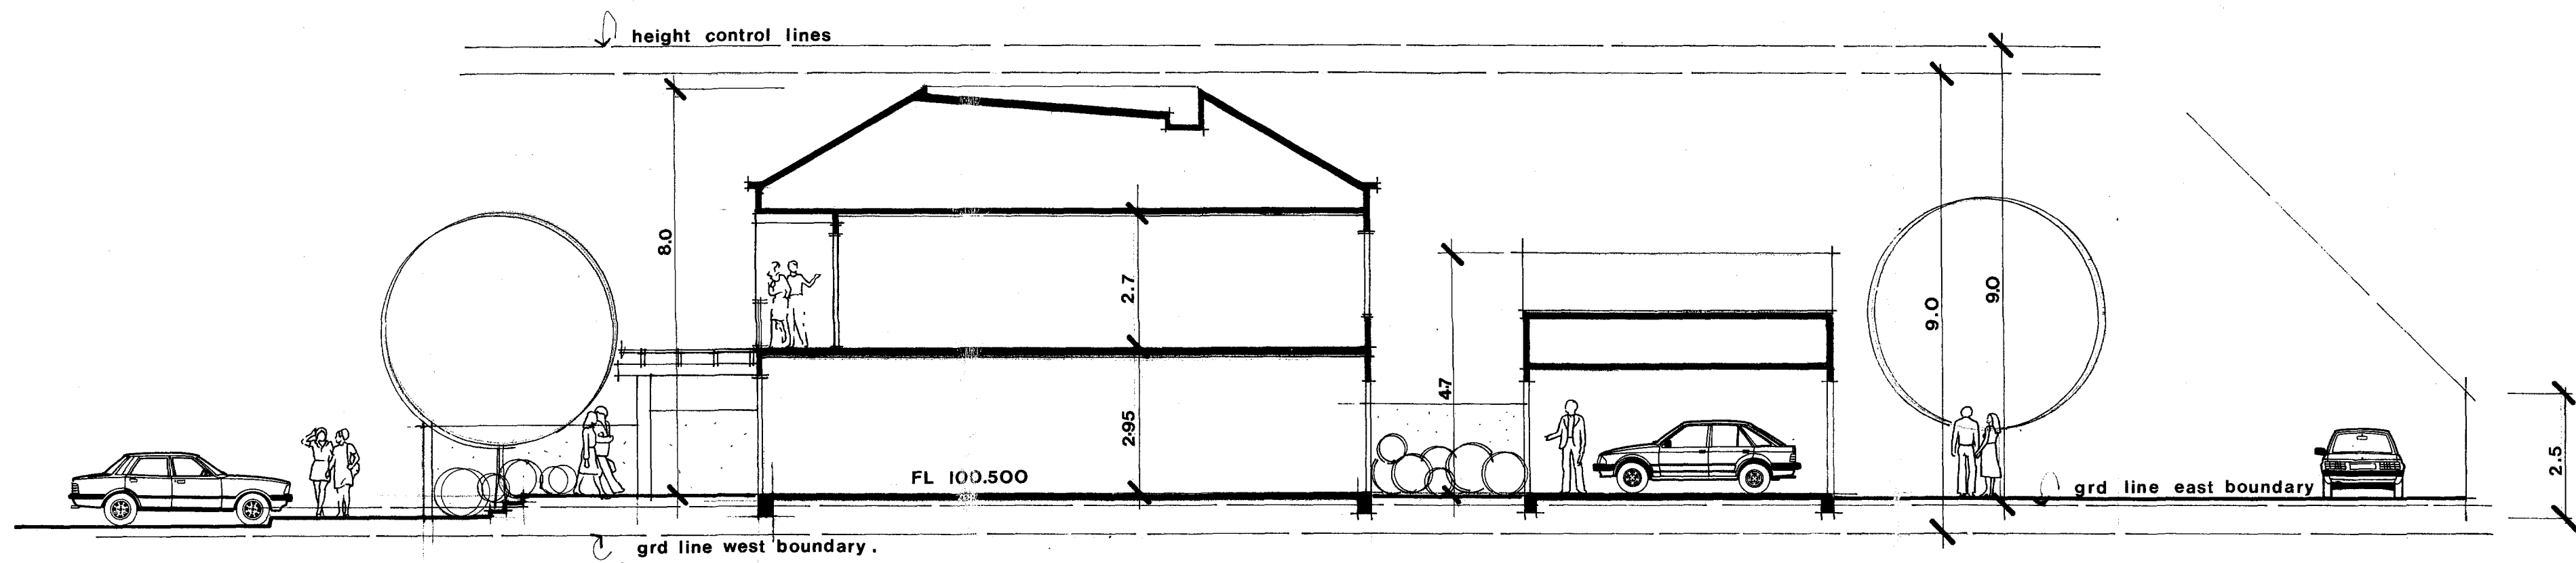 height control lines
8.0
2.7
4.7
9.0
9.0
2.95
FL 100.500
2.5
grd line east boundary
grd line west boundary.